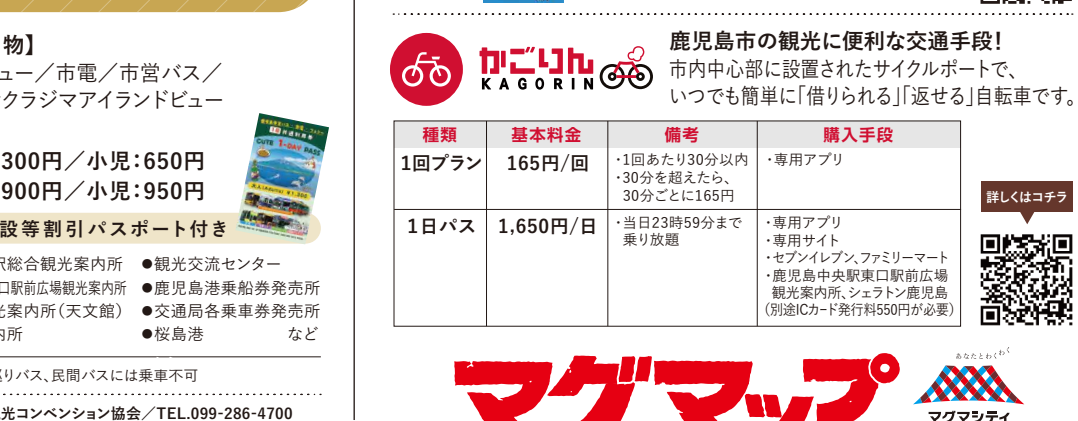 物】
ュー／市電／市営バス／
クラジマアイランドビュー
300円／小児：650円
900円／小児：950円
CUTE 1-DAY PASS
設等割引パスポート付き
駅総合観光案内所 ●観光交流センター
口駅前広場観光案内所 ●鹿児島港乗船券発売所
光案内所（天文館） ●交通局各乗車券発売所
内所 ●桜島港 など
りバス、民間バスには乗車不可
光コンベンション協会／TEL.099-286-4700
かごりん
KAGORIN
鹿児島市の観光に便利な交通手段！
市内中心部に設置されたサイクルポートで、
いつでも簡単に「借りられる」「返せる」自転車です。
種類 基本料金 備考 購入手段
1回プラン 165円/回 ・1回あたり30分以内 ・専用アプリ
・30分を超えたら、
30分ごとに165円
1日パス 1,650円/日 ・当日23時59分まで ・専用アプリ
乗り放題 ・専用サイト
・セブンイレブン、ファミリーマート
・鹿児島中央駅東口駅前広場
観光案内所、シェラトン鹿児島
（別途ICカード発行料550円が必要）
詳しくはコチラ
マグマップ
あなたとわくわく
マグマシティ